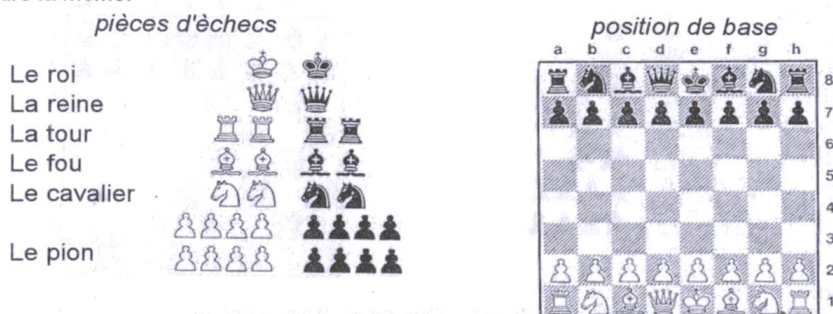 pièces d'èchecs
Le roi
La reine
La tour
Le fou
Le cavalier
Le pion
position de base
a b c d e f g h
8
7
6
5
4
3
2
1